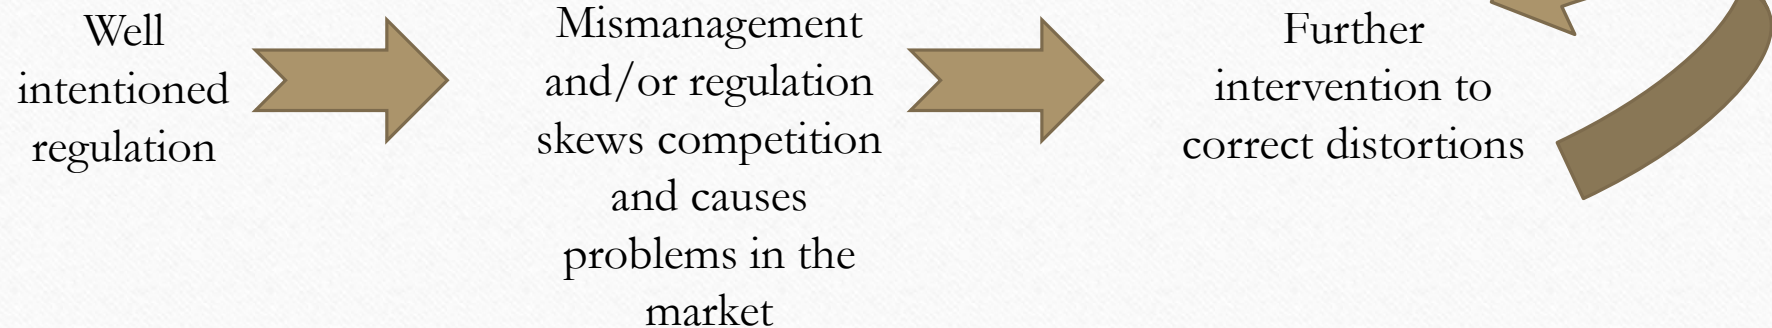 Well
intentioned
regulation
Mismanagement
and/or regulation
skews competition
and causes
problems in the
market
Further
intervention to
correct distortions